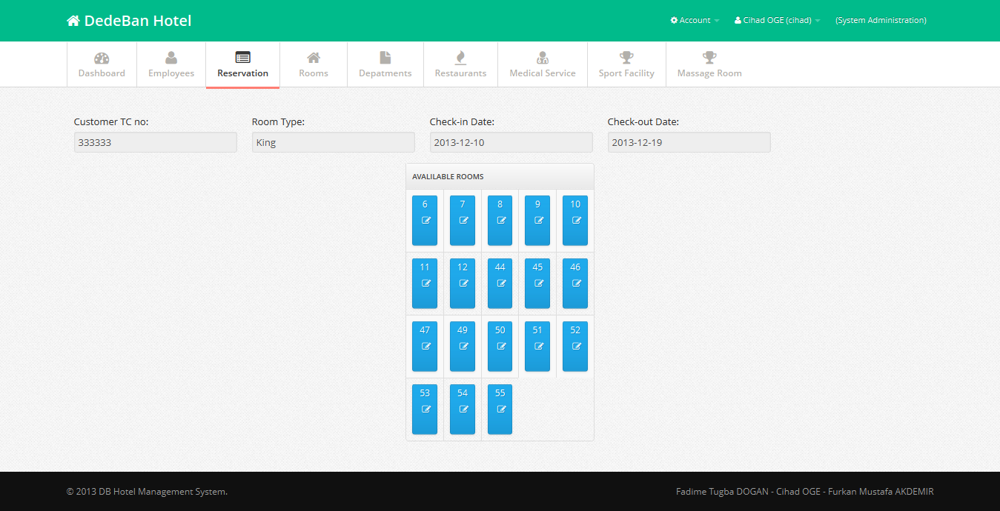 DedeBan Hotel
Account
Cihad OGE (cihad)
(System Administration)
Dashboard
Employees
Reservation
Rooms
Depatments
Restaurants
Medical Service
Sport Facility
Massage Room
Customer TC no:
Room Type:
Check-in Date:
Check-out Date:
333333
King
2013-12-10
2013-12-19
AVALILABLE ROOMS
6 7 8 9 10
11 12 44 45 46
47 49 50 51 52
53 54 55
© 2013 DB Hotel Management System.
Fadime Tugba DOGAN - Cihad OGE - Furkan Mustafa AKDEMIR